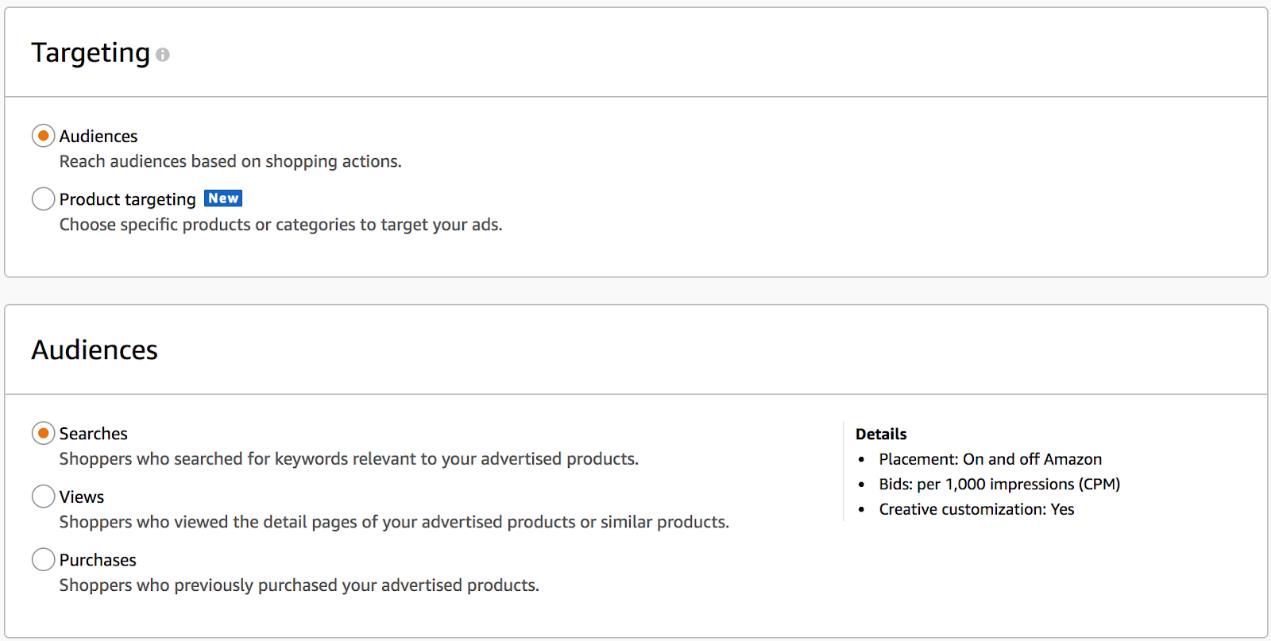 Targeting
Audiences
Reach audiences based on shopping actions.
Product targeting New
Choose specific products or categories to target your ads.
Audiences
Searches
Shoppers who searched for keywords relevant to your advertised products.
Views
Shoppers who viewed the detail pages of your advertised products or similar products.
Purchases
Shoppers who previously purchased your advertised products.
Details
• Placement: On and off Amazon
• Bids: per 1,000 impressions (CPM)
• Creative customization: Yes